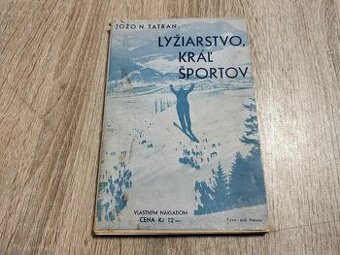 JOŽO N. TATRAN:
LYŽIARSTVO,
KRÁĽ
ŠPORTOV
VLASTNÝM NÁKLADOM
CENA Kč 12'—